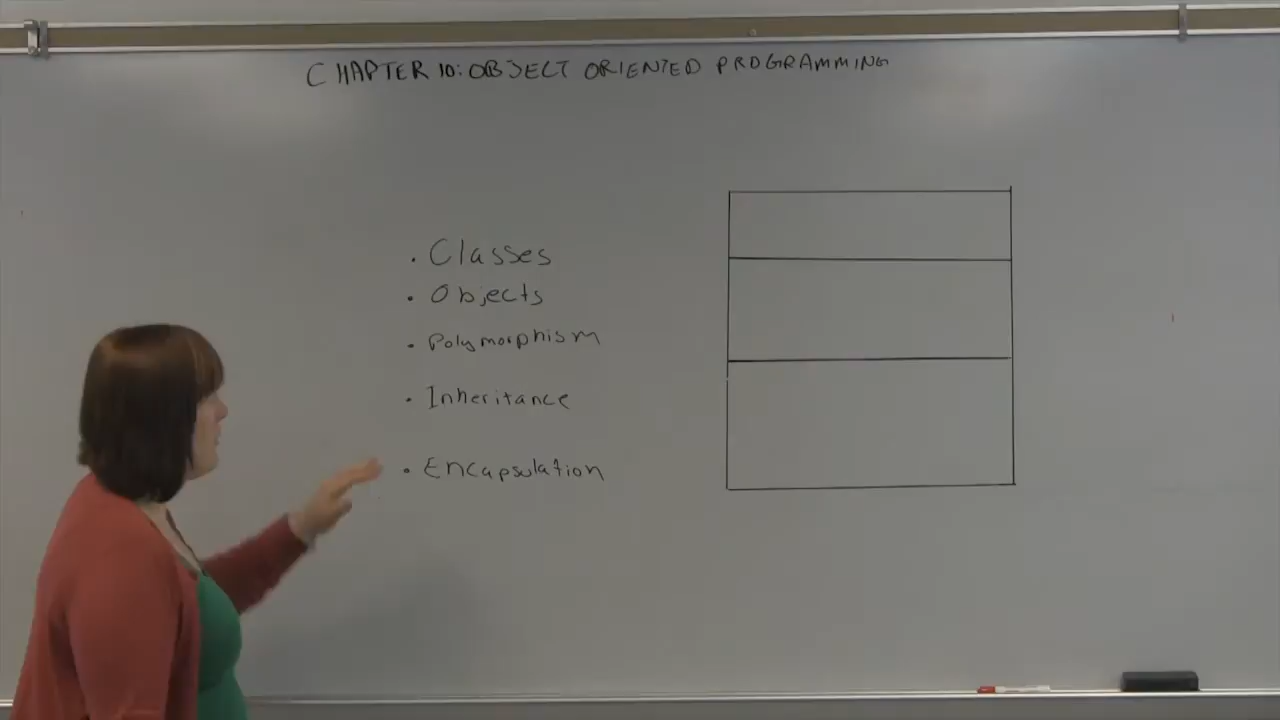 CHAPTER 10: OBJECT ORIENTED PROGRAMMING
• Classes
• Objects
• Polymorphism
• Inheritance
• Encapsulation